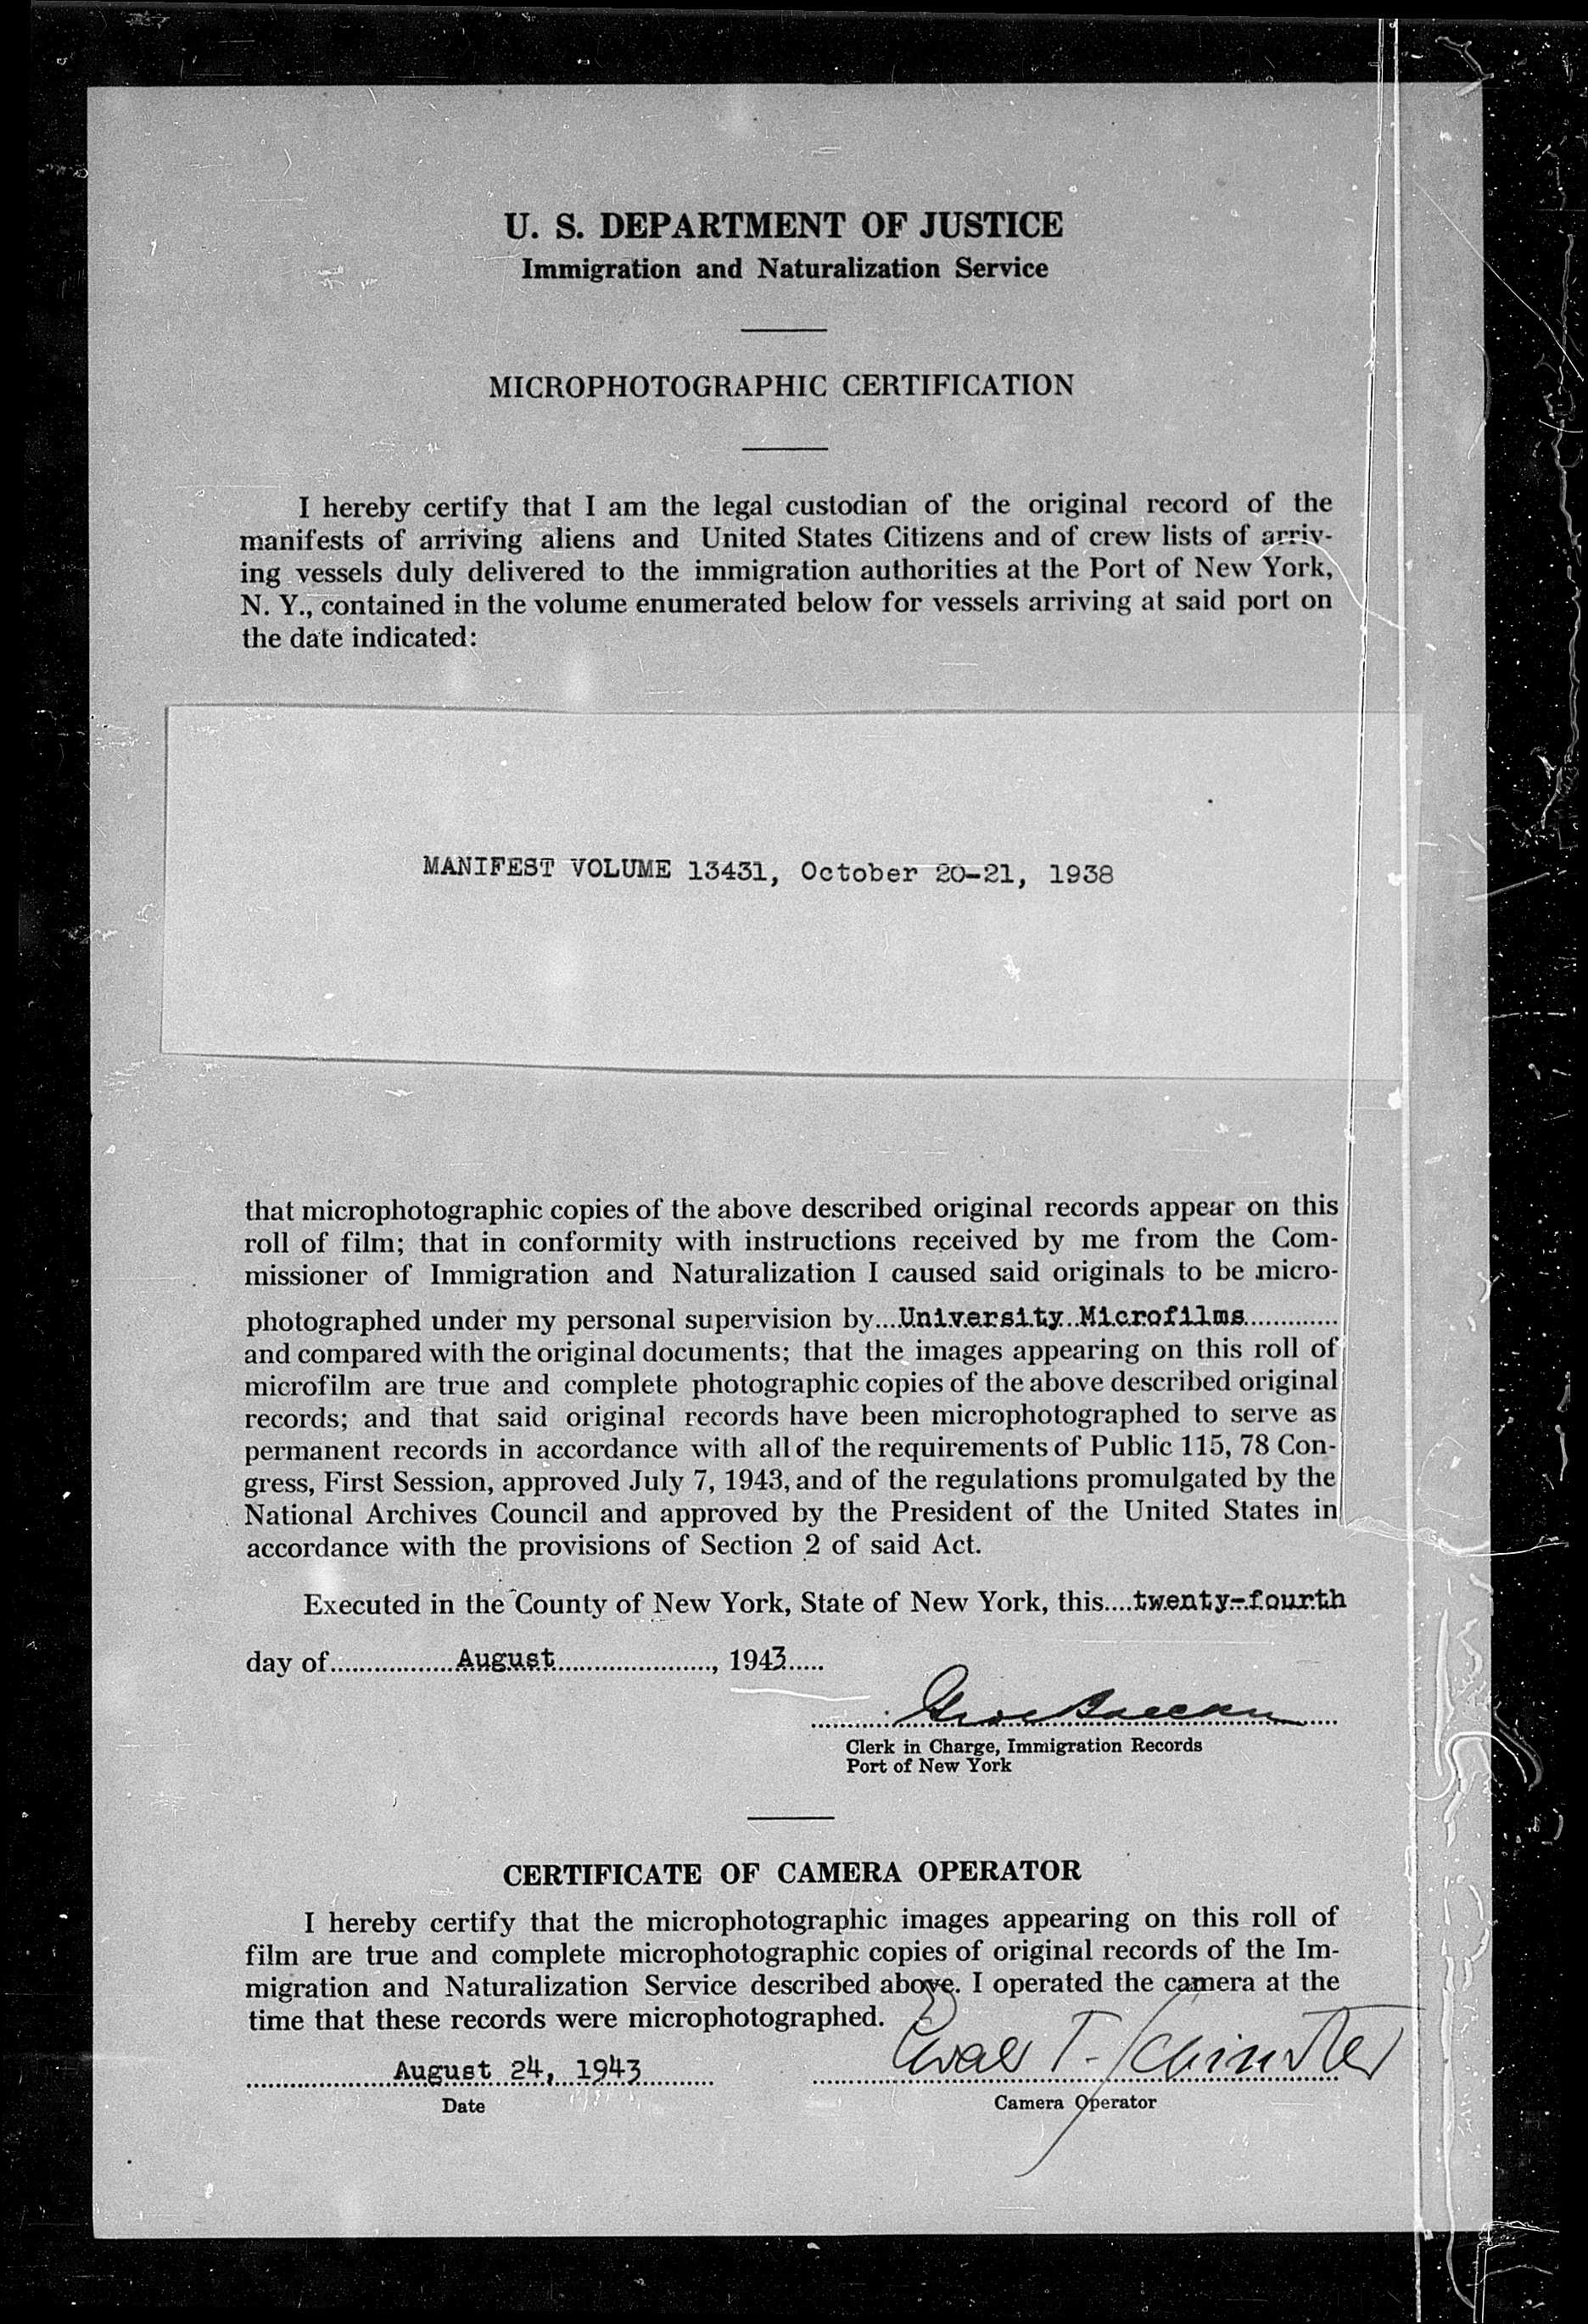 U. S. DEPARTMENT OF JUSTICE
Immigration and Naturalization Service
MICROPHOTOGRAPHIC CERTIFICATION
I hereby certify that I am the legal custodian of the original record of the
manifests of arriving aliens and United States Citizens and of crew lists of arriv-
ing vessels duly delivered to the immigration authorities at the Port of New York,
N. Y., contained in the volume enumerated below for vessels arriving at said port on
the date indicated:
MANIFEST VOLUME 13431, October 20-21, 1938
that microphotographic copies of the above described original records appear on this
roll of film; that in conformity with instructions received by me from the Com-
missioner of Immigration and Naturalization I caused said originals to be micro-
photographed under my personal supervision by....University Microfilms.............
and compared with the original documents; that the images appearing on this roll of
microfilm are true and complete photographic copies of the above described original
records; and that said original records have been microphotographed to serve as
permanent records in accordance with all of the requirements of Public 115, 78 Con-
gress, First Session, approved July 7, 1943, and of the regulations promulgated by the
National Archives Council and approved by the President of the United States in
accordance with the provisions of Section 2 of said Act.
Executed in the County of New York, State of New York, this....twenty-fourth
day of.................August......................., 1943.....
Clerk in Charge, Immigration Records
Port of New York
CERTIFICATE OF CAMERA OPERATOR
I hereby certify that the microphotographic images appearing on this roll of
film are true and complete microphotographic copies of original records of the Im-
migration and Naturalization Service described above. I operated the camera at the
time that these records were microphotographed.
August 24, 1943
Date
Camera Operator